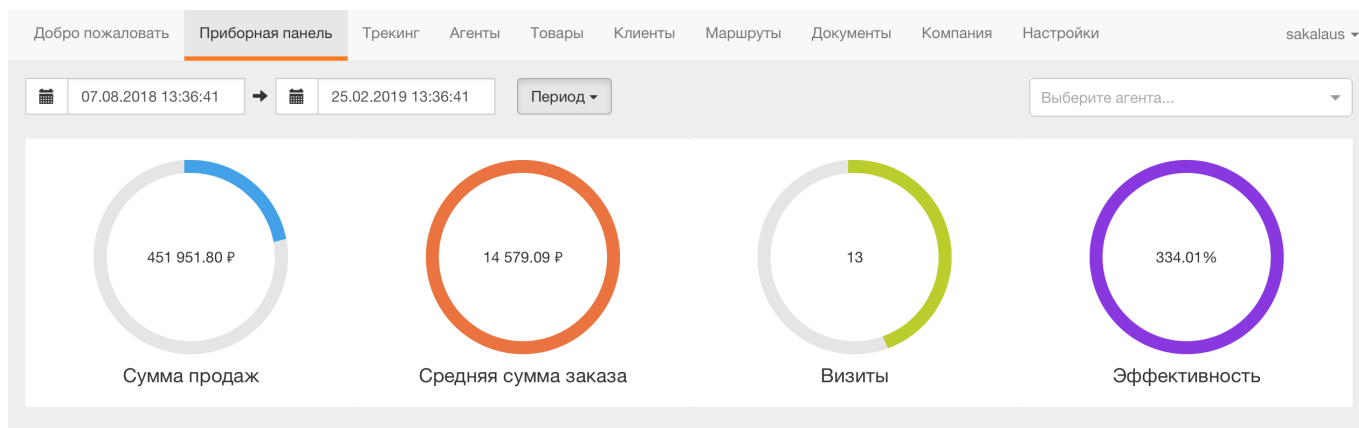 Добро пожаловать Приборная панель Трекинг Агенты Товары Клиенты Маршруты Документы Компания Настройки sakalaus
07.08.2018 13:36:41 25.02.2019 13:36:41 Период Выберите агента...
451 951.80 ₽ 14 579.09 ₽ 13 334.01%
Сумма продаж Средняя сумма заказа Визиты Эффективность